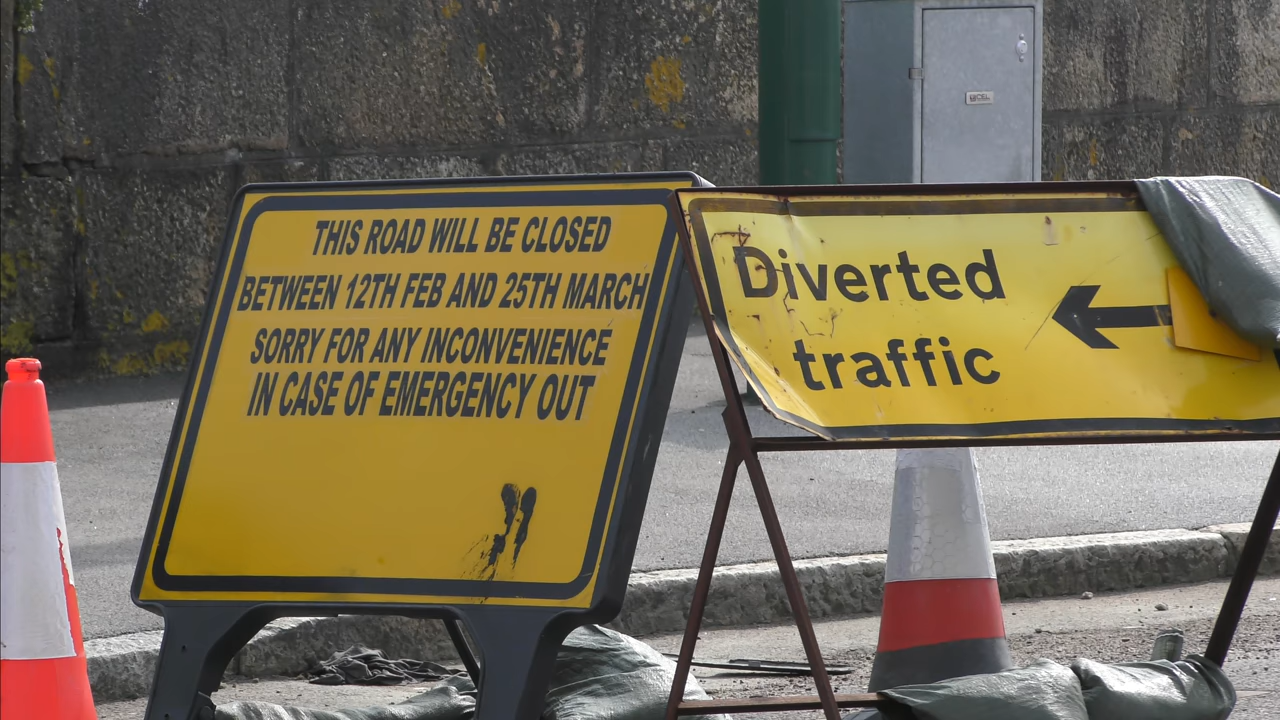 THIS ROAD WILL BE CLOSED
BETWEEN 12TH FEB AND 25TH MARCH
SORRY FOR ANY INCONVENIENCE
IN CASE OF EMERGENCY OUT
Diverted
traffic